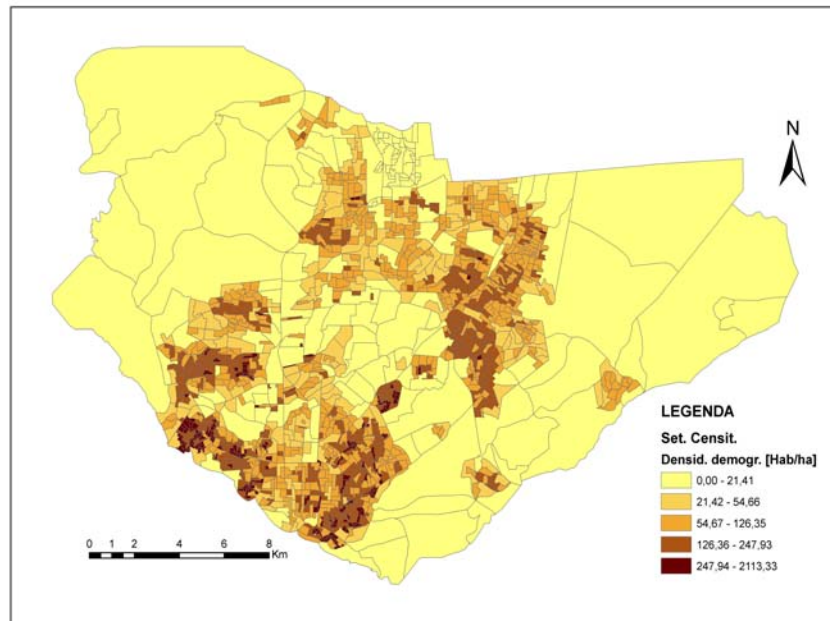 N
LEGENDA
Set. Censit.
Densid. demogr. [Hab/ha]
0,00 - 21,41
21,42 - 54,66
54,67 - 126,35
126,36 - 247,93
247,94 - 2113,33
0 1 2 4 6 8
Km